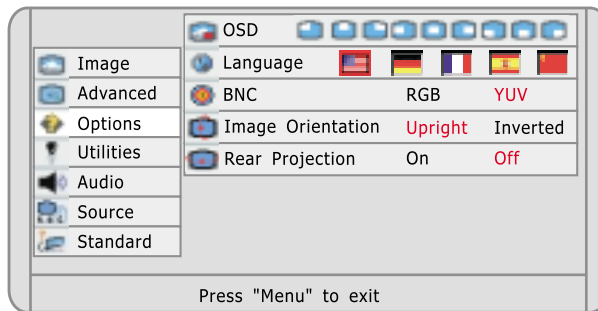 OSD
Image
Language
Advanced
BNC RGB YUV
Options
Image Orientation Upright Inverted
Utilities
Rear Projection On Off
Audio
Source
Standard
Press "Menu" to exit